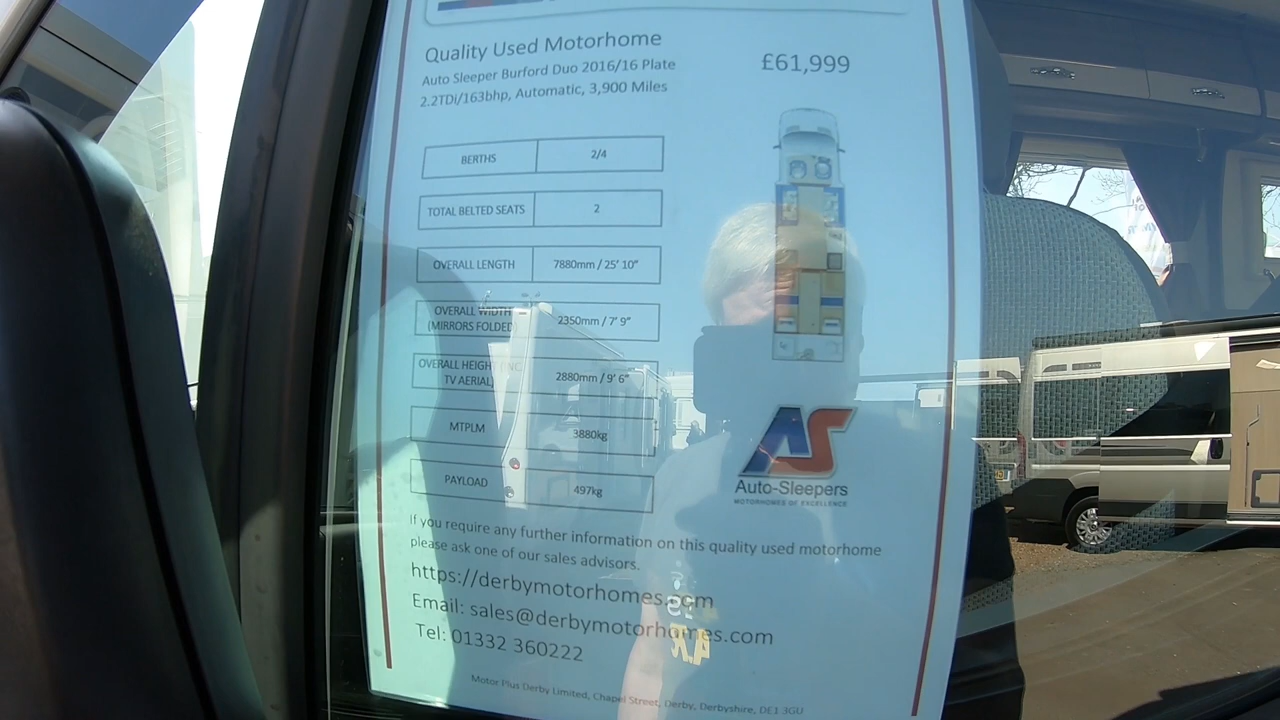 Quality Used Motorhome
Auto Sleeper Burford Duo 2016/16 Plate
2.2TDi/163bhp, Automatic, 3,900 Miles
£61,999
BERTHS 2/4
TOTAL BELTED SEATS 2
OVERALL LENGTH 7880mm / 25' 10"
OVERALL WIDTH
(MIRRORS FOLDED) 2350mm / 7' 9"
OVERALL HEIGHT
TV AERIAL 2880mm / 9' 6"
MTPLM 3880kg
PAYLOAD 497kg
AS
Auto-Sleepers
MOTORHOMES OF EXCELLENCE
If you require any further information on this quality used motorhome
please ask one of our sales advisors.
https://derbymotorhomes.com
Email: sales@derbymotorhomes.com
Tel: 01332 360222
Motor Plus Derby Limited, Chapel Street, Derby, Derbyshire, DE1 3GU